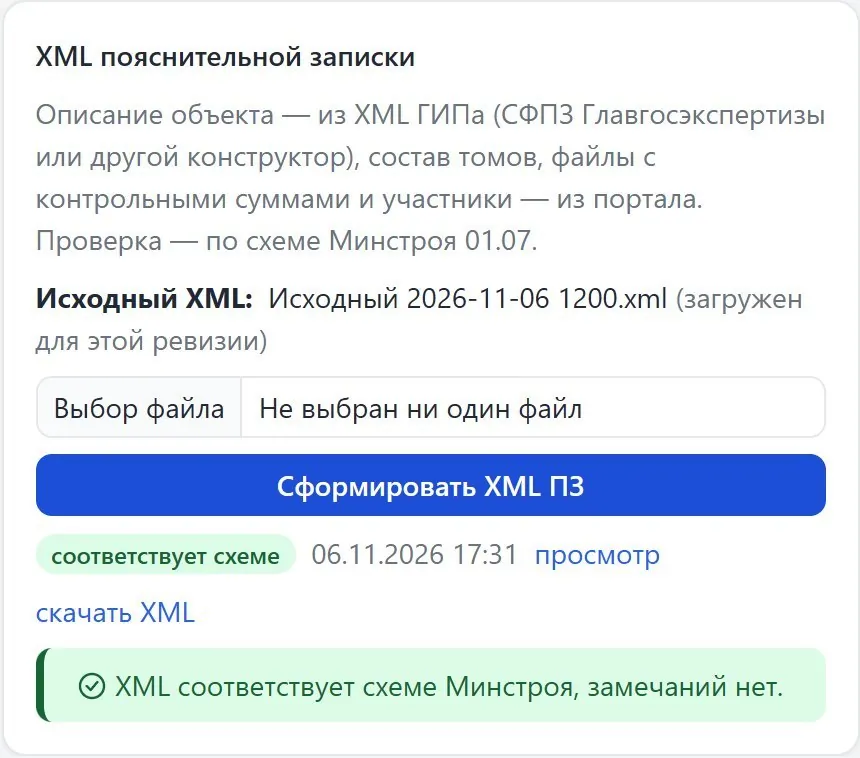 XML пояснительной записки
Описание объекта — из XML ГИПа (СФПЗ Главгосэкспертизы
или другой конструктор), состав томов, файлы с
контрольными суммами и участники — из портала.
Проверка — по схеме Минстроя 01.07.
Исходный XML: Исходный 2026-11-06 1200.xml (загружен
для этой ревизии)
Выбор файла Не выбран ни один файл
Сформировать XML ПЗ
соответствует схеме 06.11.2026 17:31 просмотр
скачать XML
XML соответствует схеме Минстроя, замечаний нет.